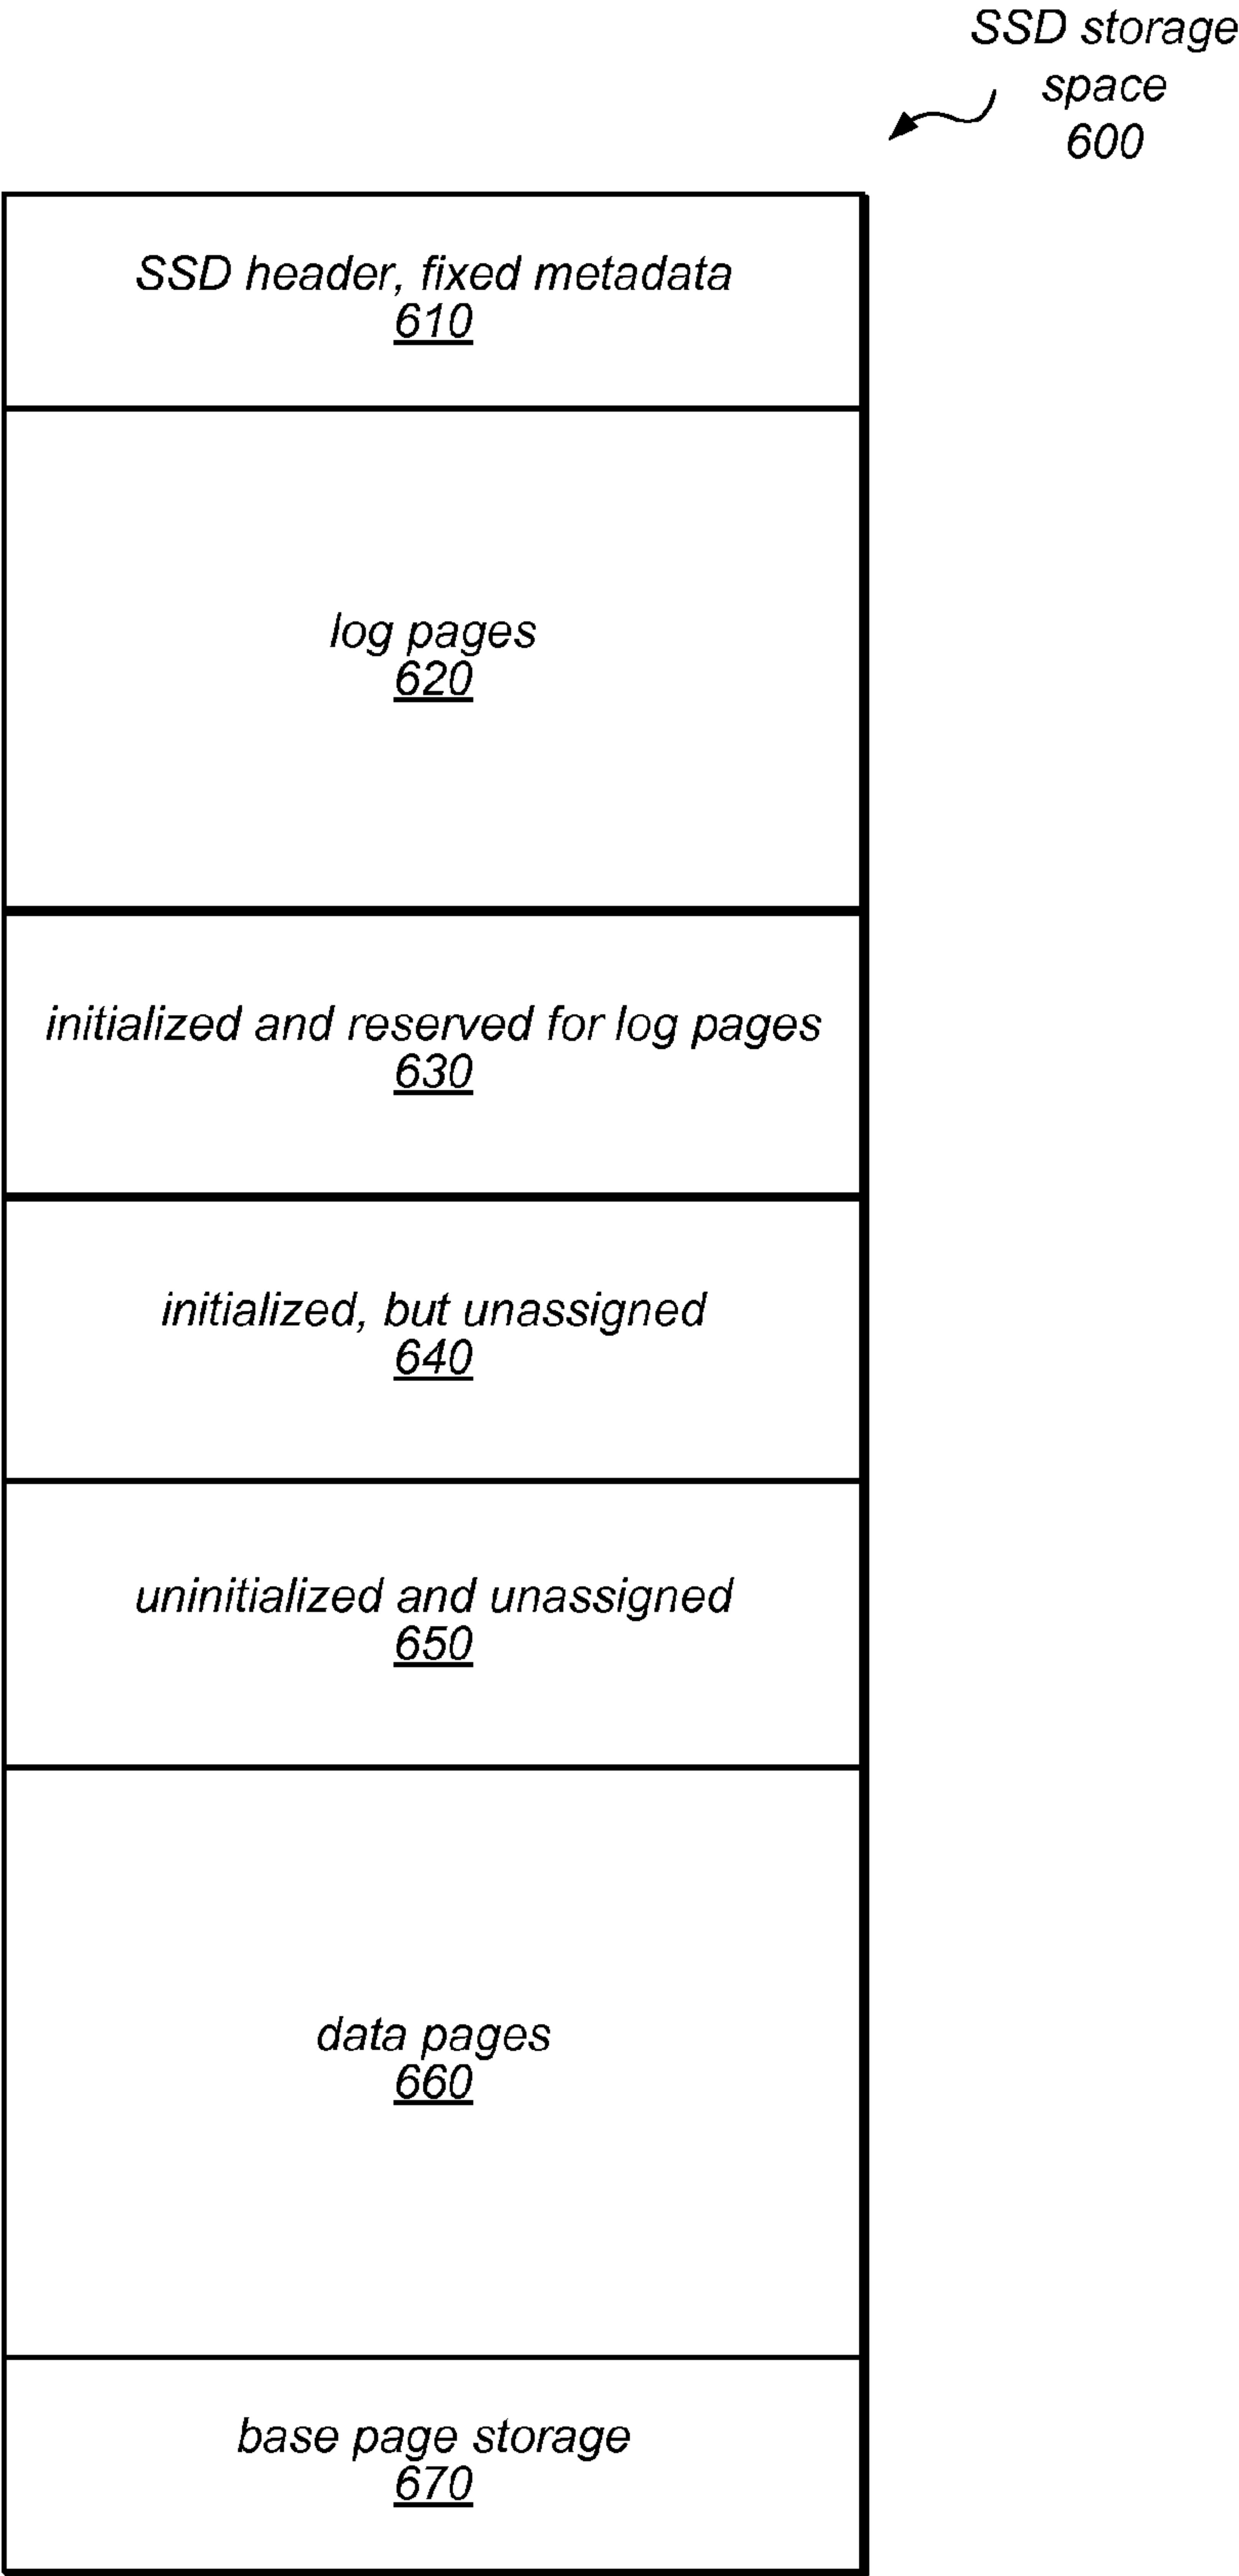 SSD storage
space
600
SSD header, fixed metadata
610
log pages
620
initialized and reserved for log pages
630
initialized, but unassigned
640
uninitialized and unassigned
650
data pages
660
base page storage
670